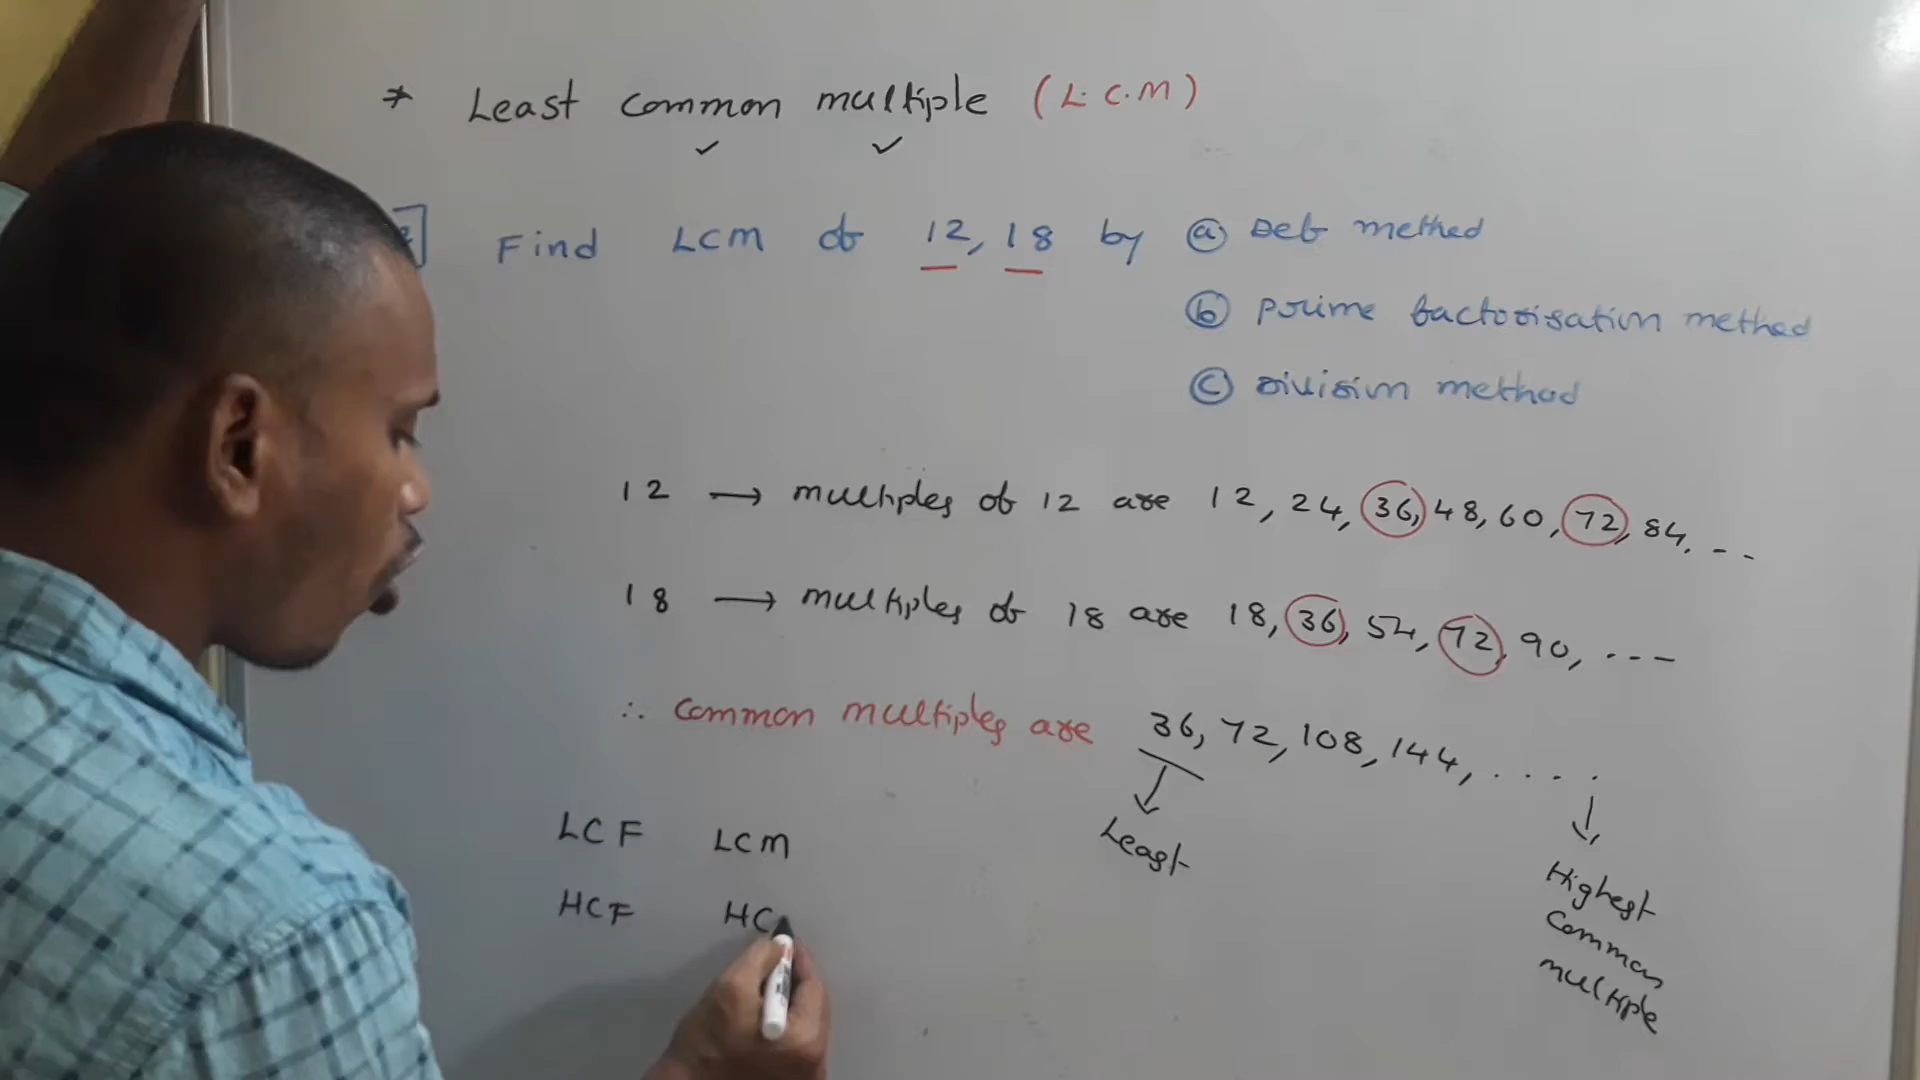 * Least common multiple (L.C.M)
Find LCM of 12, 18 by (a) Def method
(b) prime factorisation method
(c) Division method
12 → multiples of 12 are 12, 24, 36, 48, 60, 72, 84, - -
18 → multiples of 18 are 18, 36, 54, 72, 90, - - -
∴ common multiples are 36, 72, 108, 144, . . . .
Least
Highest
Common
multiple
LCF LCM
HCF HC